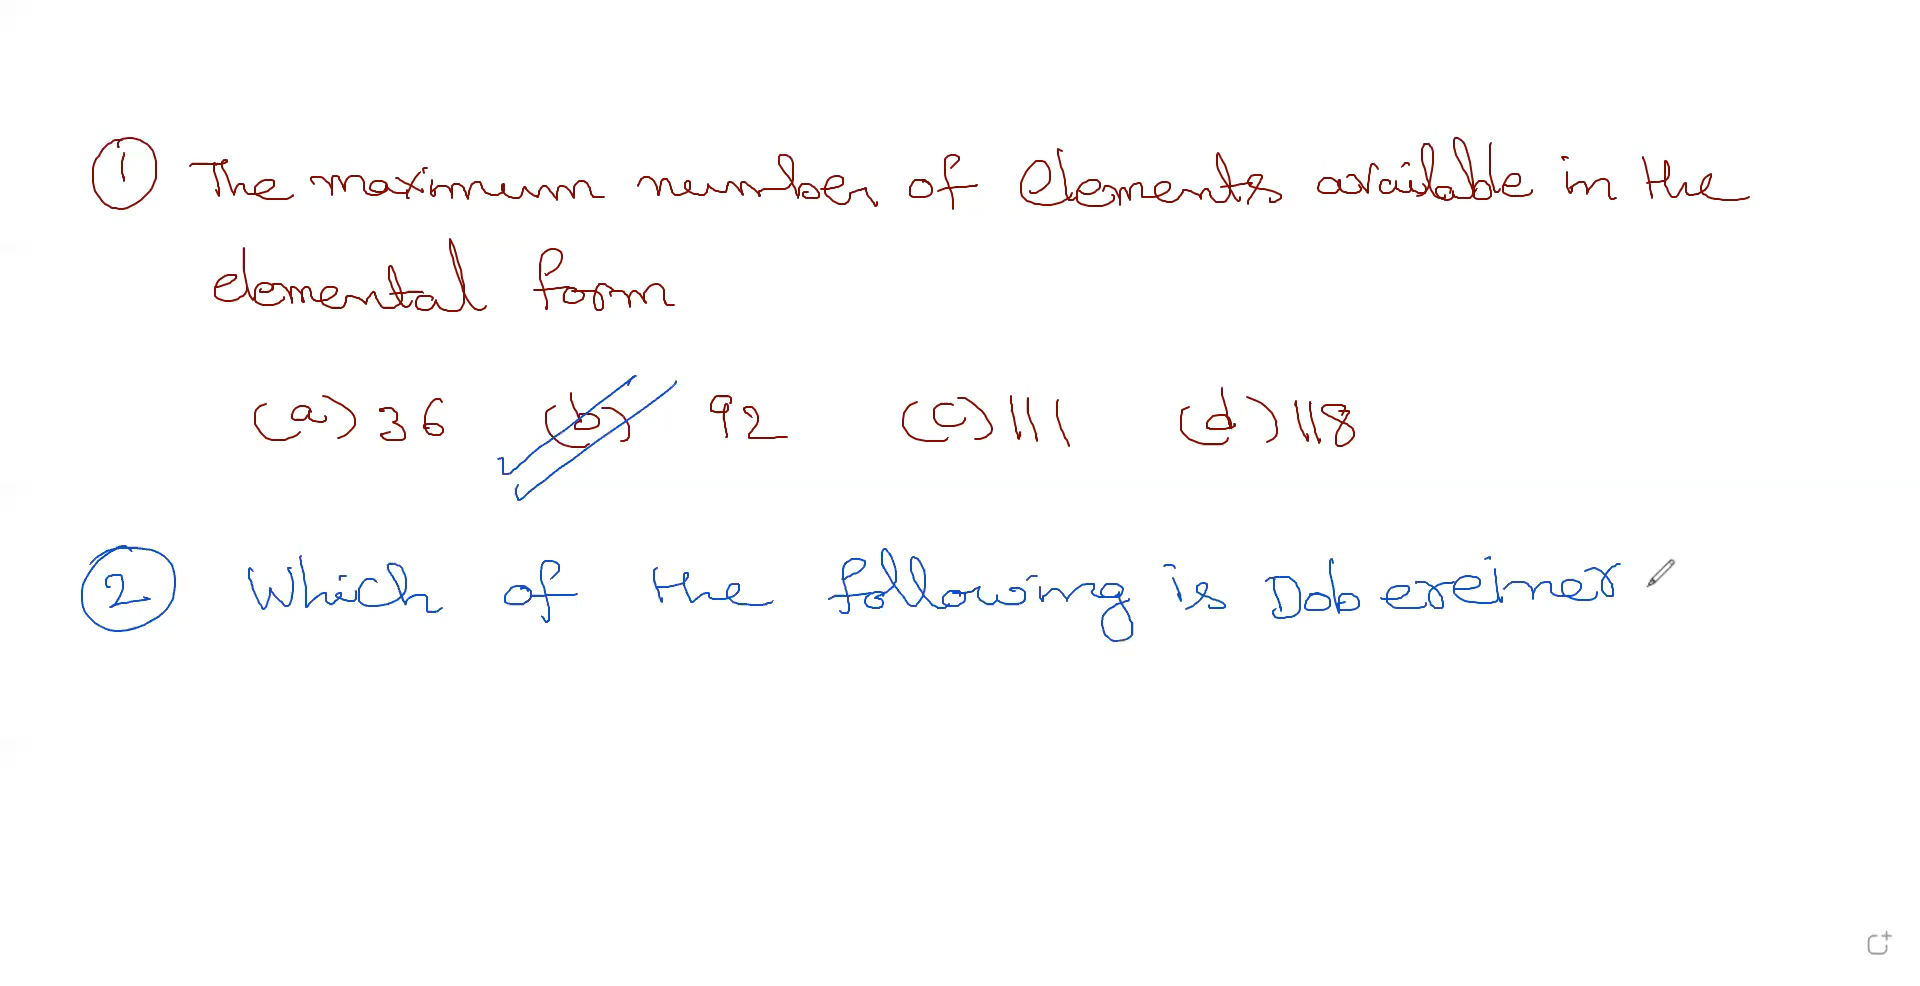 ① The maximum number of Elements available in the
elemental form
(a) 36 (b) 92 (c) 111 (d) 118
② Which of the following is Dobereiner